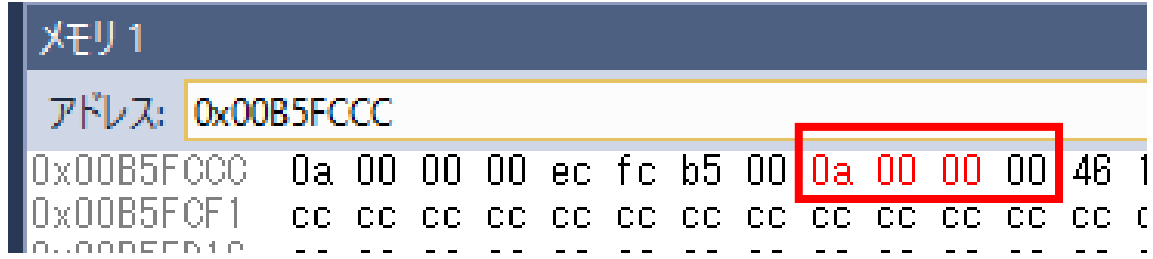 メモリ 1
アドレス: 0x00B5FCCC
0x00B5FCCC 0a 00 00 00 ec fc b5 00 0a 00 00 00 46
0x00B5FCF1 cc cc cc cc cc cc cc cc cc cc cc cc cc